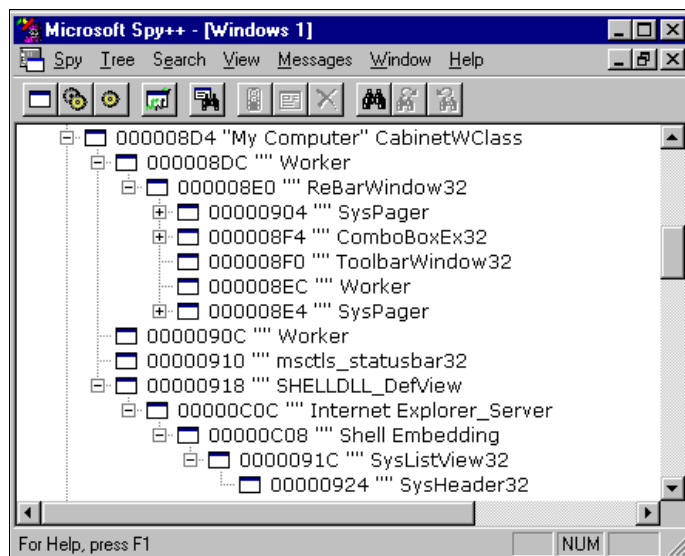 Microsoft Spy++ - [Windows 1]
Spy Tree Search View Messages Window Help
000008D4 "My Computer" CabinetWClass
000008DC "" Worker
000008E0 "" ReBarWindow32
00000904 "" SysPager
000008F4 "" ComboBoxEx32
000008F0 "" ToolbarWindow32
000008EC "" Worker
000008E4 "" SysPager
0000090C "" Worker
00000910 "" msctls_statusbar32
00000918 "" SHELLDLL_DefView
00000C0C "" Internet Explorer_Server
00000C08 "" Shell Embedding
0000091C "" SysListView32
00000924 "" SysHeader32
For Help, press F1 NUM